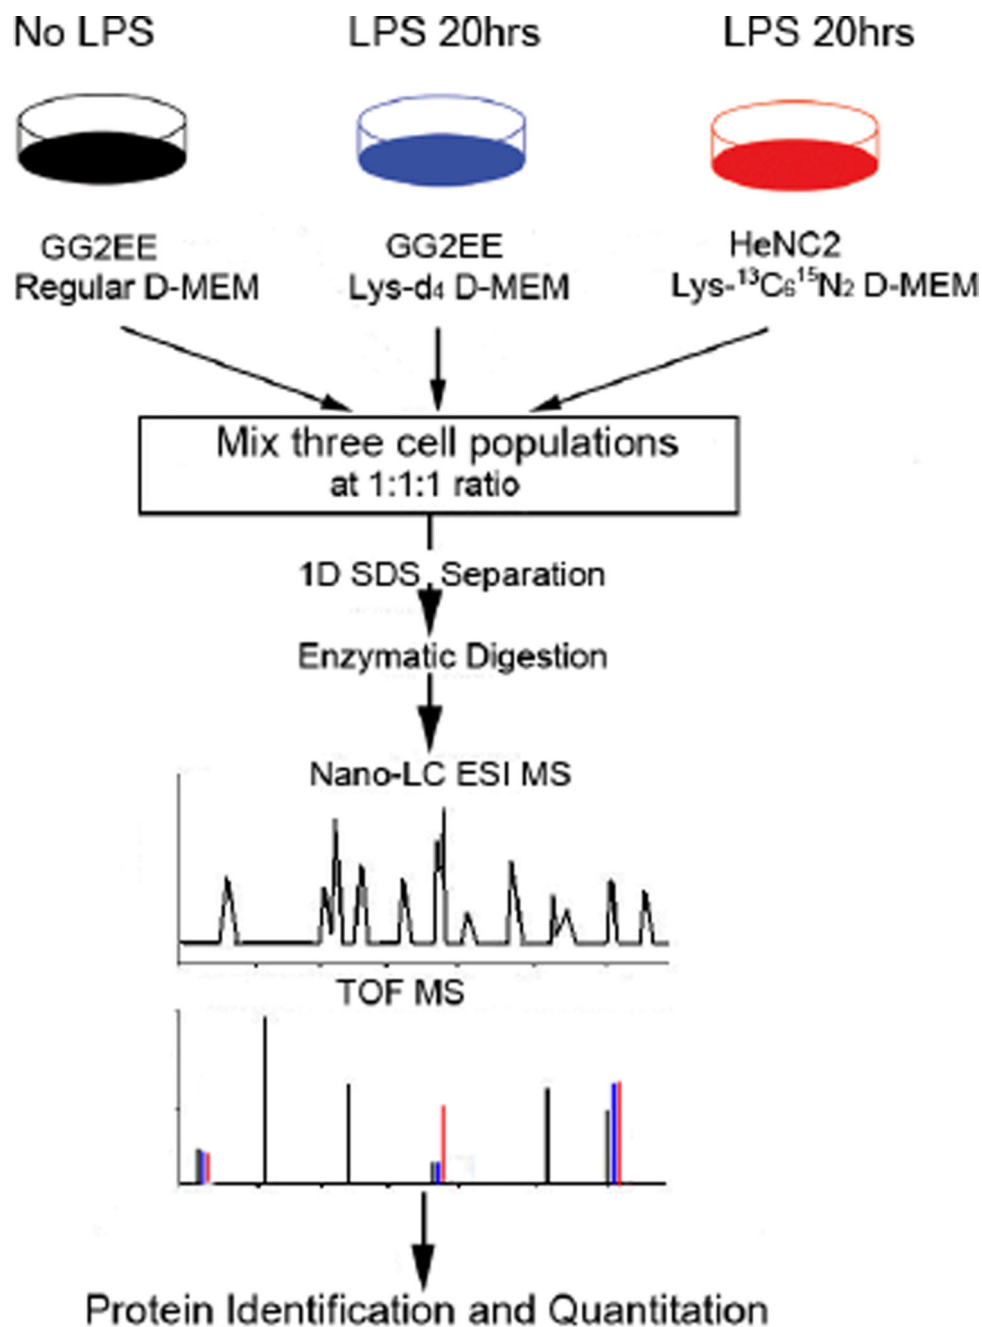 No LPS
LPS 20hrs
LPS 20hrs
GG2EE
Regular D-MEM
GG2EE
Lys-d4 D-MEM
HeNC2
Lys-¹³C₆¹⁵N₂ D-MEM
Mix three cell populations
at 1:1:1 ratio
1D SDS Separation
Enzymatic Digestion
Nano-LC ESI MS
TOF MS
Protein Identification and Quantitation